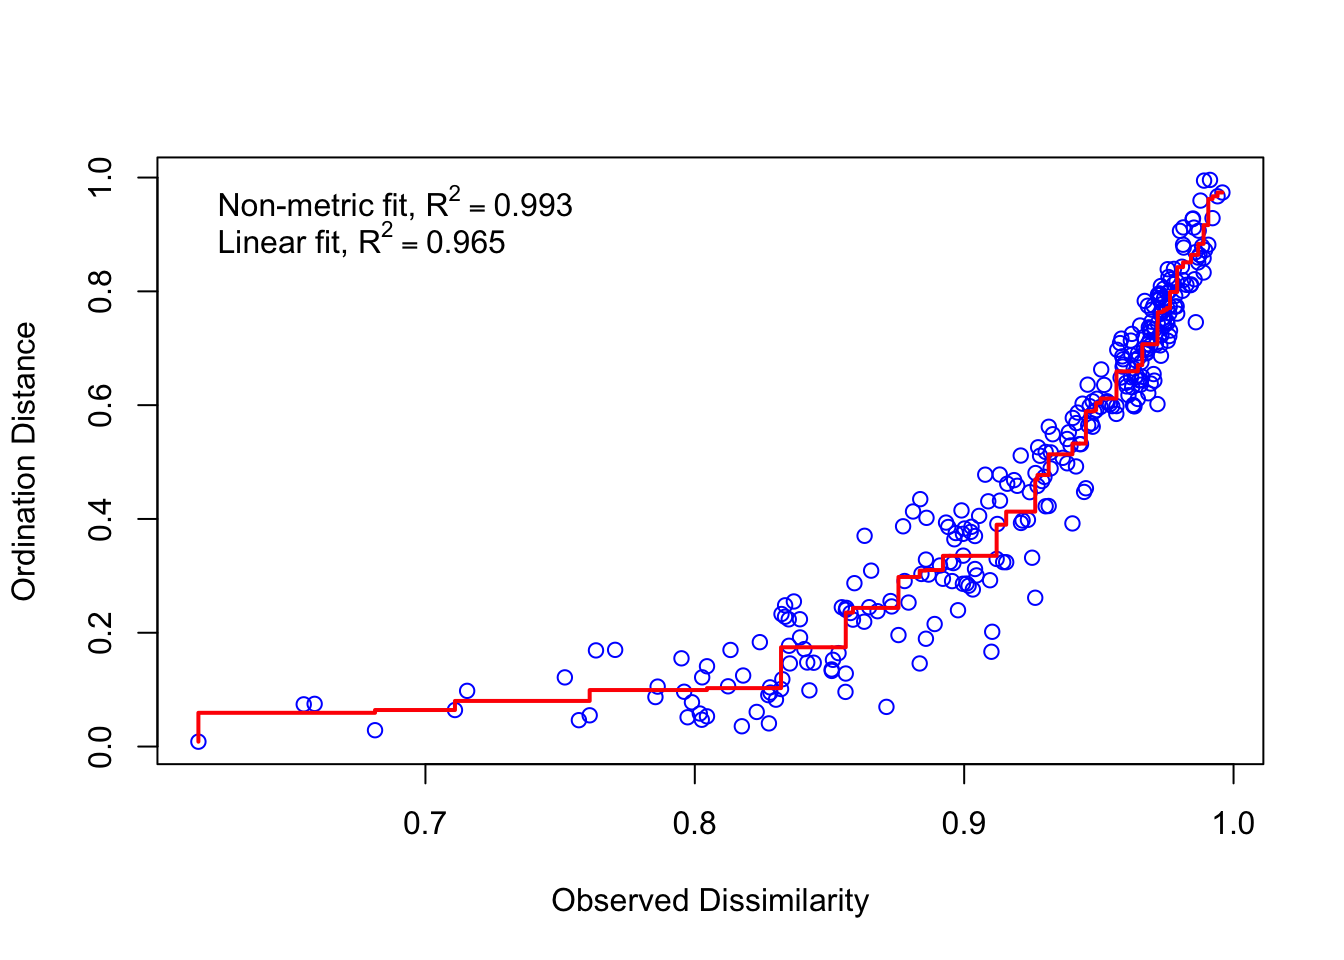 Non-metric fit, R² = 0.993
Linear fit, R² = 0.965
Ordination Distance
1.0
0.8
0.6
0.4
0.2
0.0
0.7 0.8 0.9 1.0
Observed Dissimilarity